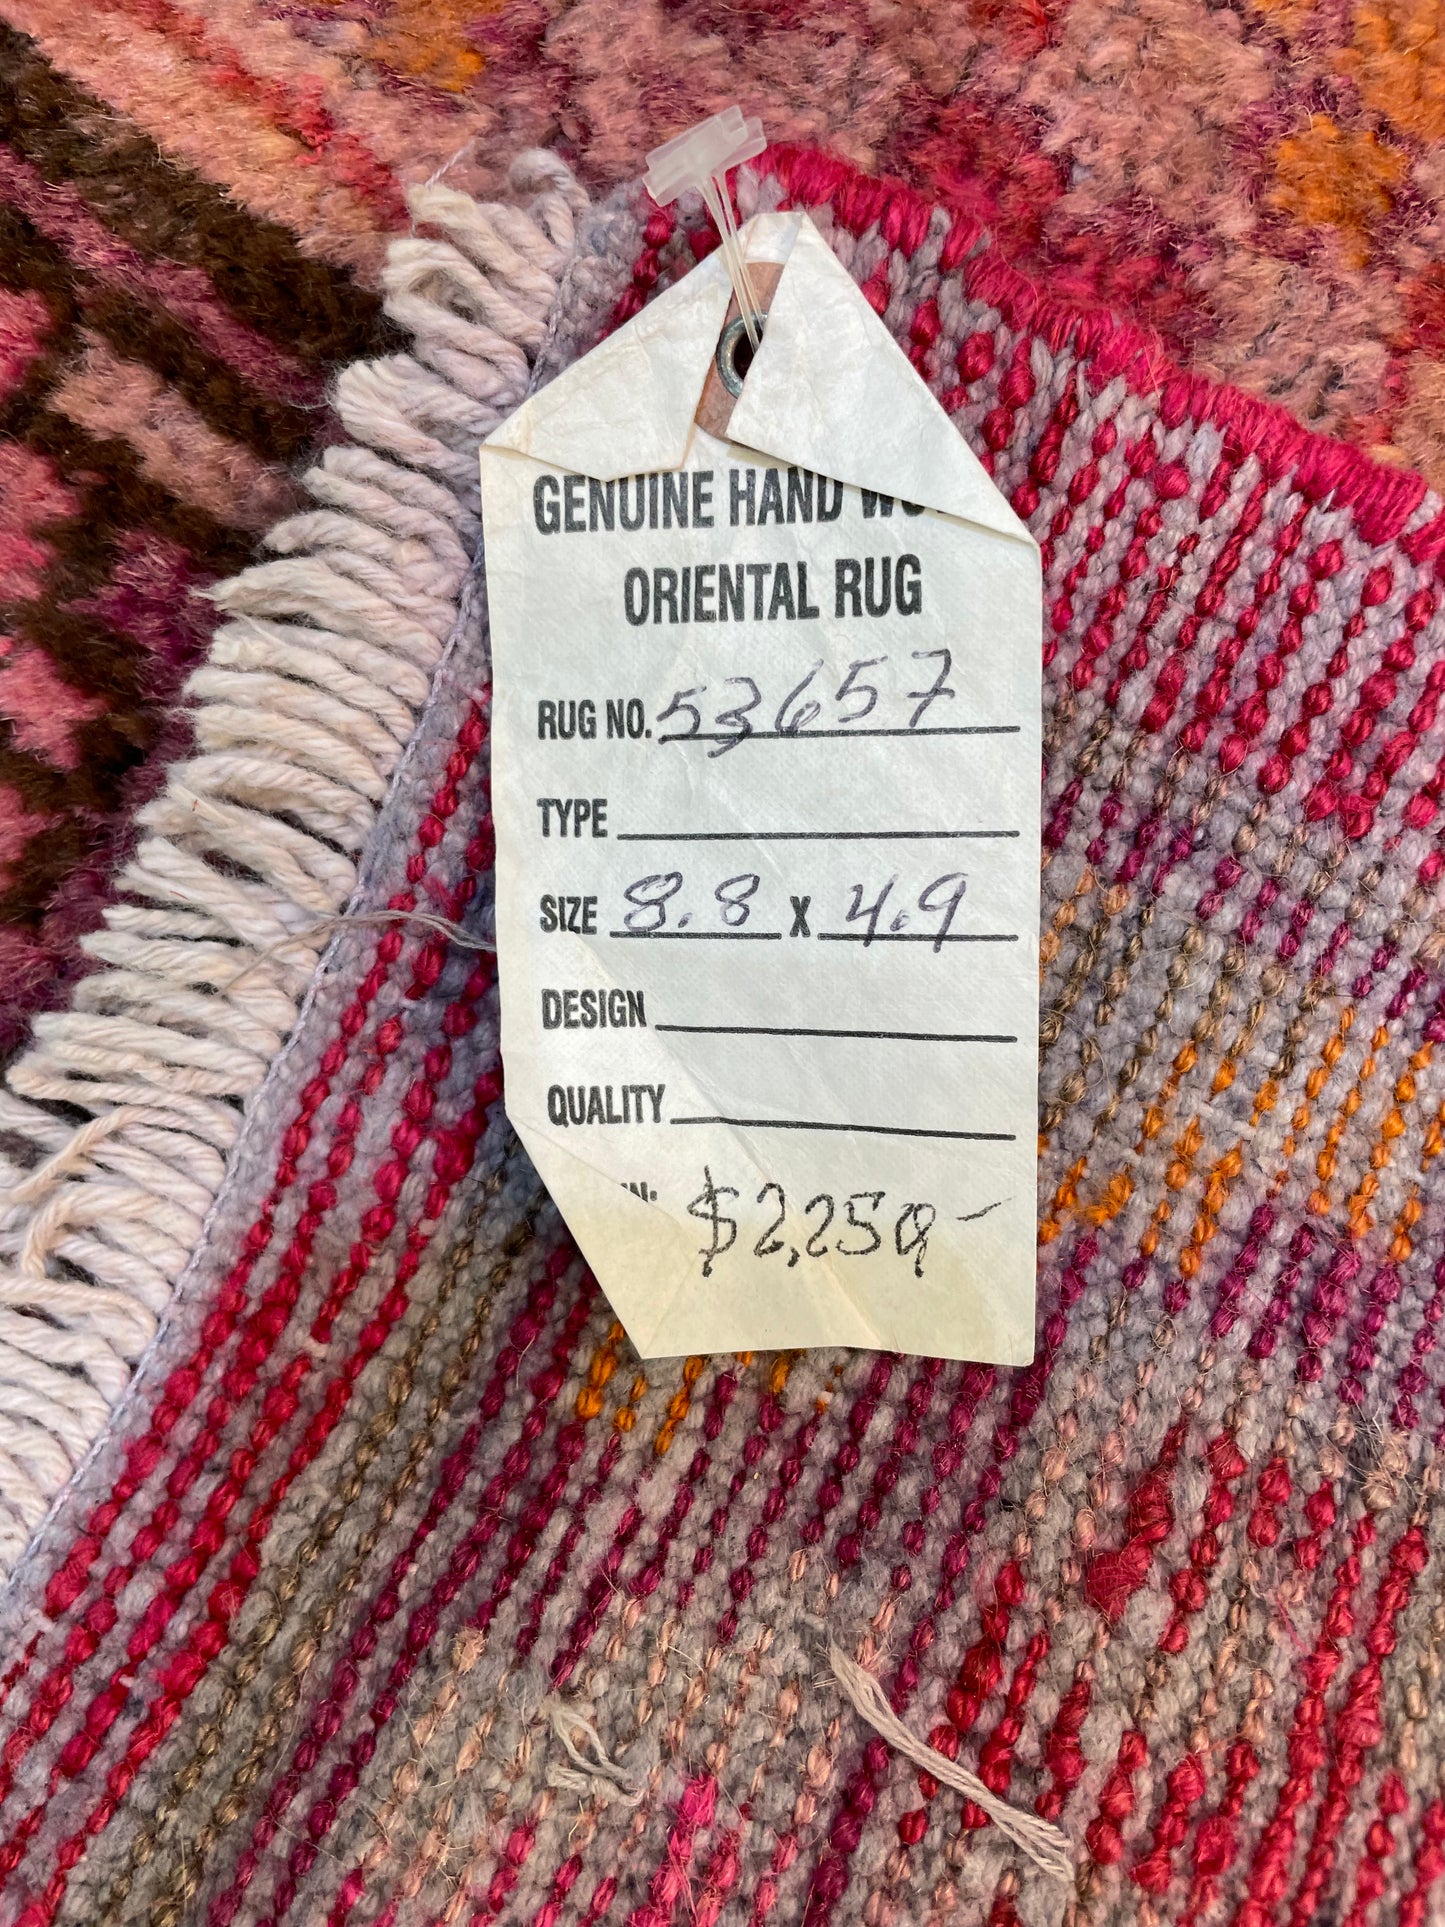 GENUINE HAND
ORIENTAL RUG
RUG NO. 53657
TYPE
SIZE 8.8 X 4.9
DESIGN
QUALITY
$2,250,-